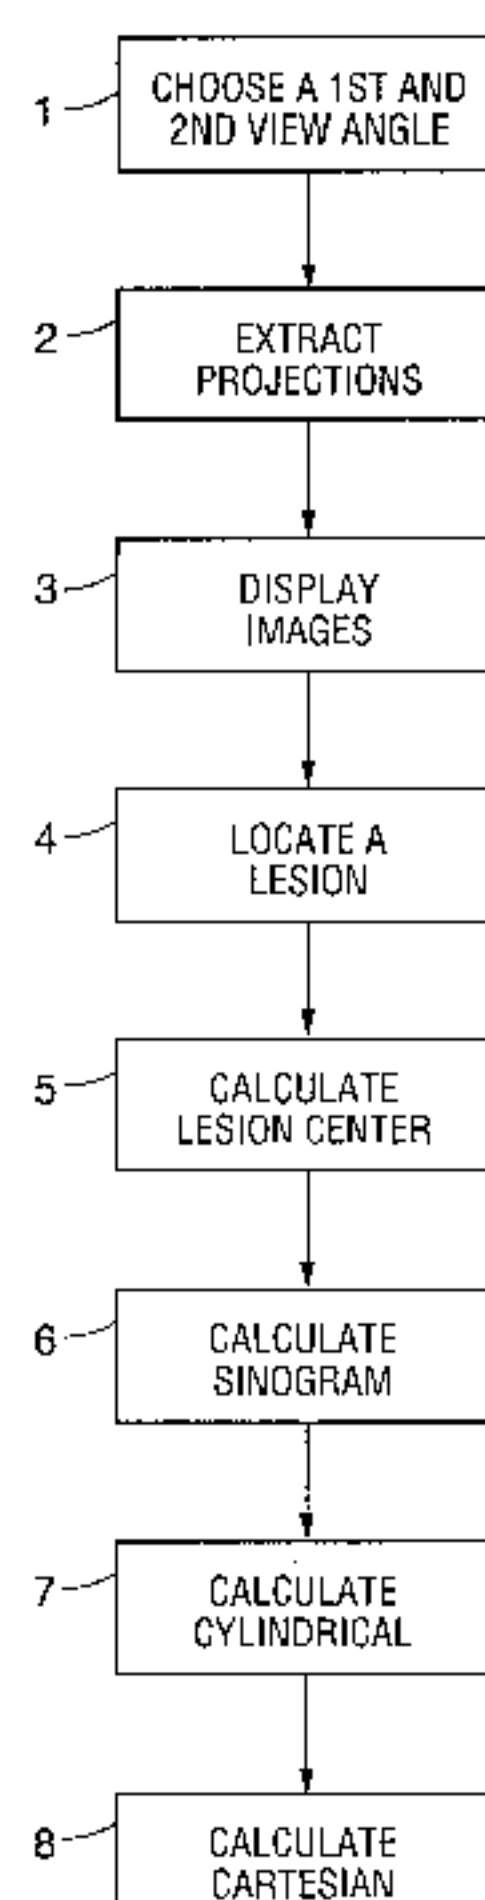 1
CHOOSE A 1ST AND
2ND VIEW ANGLE
2
EXTRACT
PROJECTIONS
3
DISPLAY
IMAGES
4
LOCATE A
LESION
5
CALCULATE
LESION CENTER
6
CALCULATE
SINOGRAM
7
CALCULATE
CYLINDRICAL
8
CALCULATE
CARTESIAN